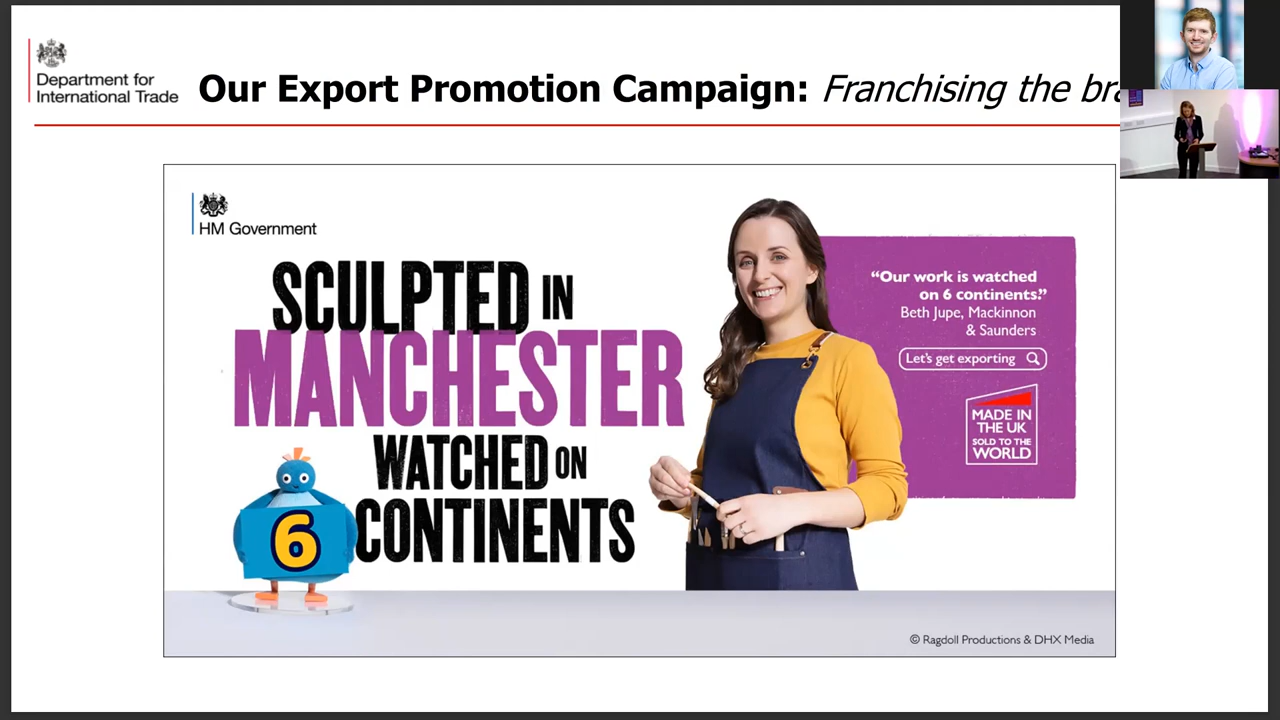 Department for
International Trade
Our Export Promotion Campaign: Franchising the
HM Government
SCULPTED IN
MANCHESTER
WATCHED ON
6 CONTINENTS
“Our work is watched
on 6 continents.”
Beth Jupe, Mackinnon
& Saunders
Let's get exporting
MADE IN
THE UK
SOLD TO THE
WORLD
© Ragdoll Productions & DHX Media